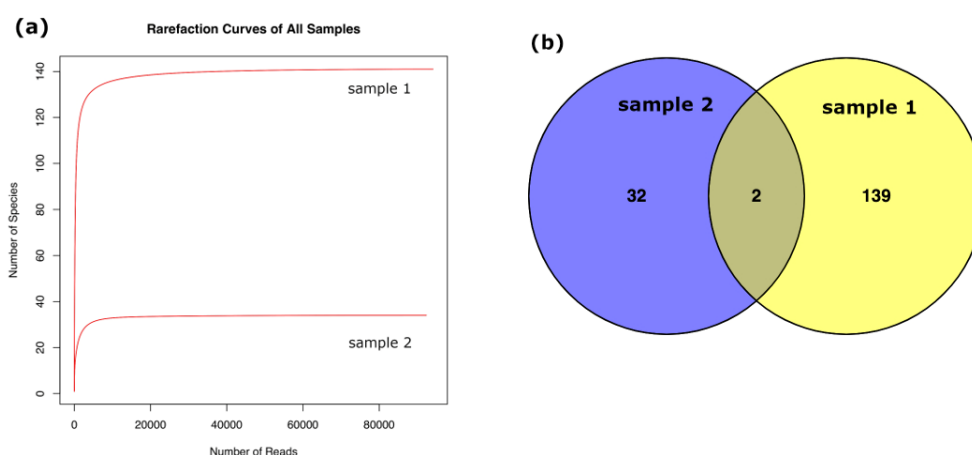 (a)
Rarefaction Curves of All Samples
Number of Species
140
120
100
80
60
40
20
0
sample 1
sample 2
0 20000 40000 60000 80000
Number of Reads
(b)
sample 2 sample 1
32 2 139